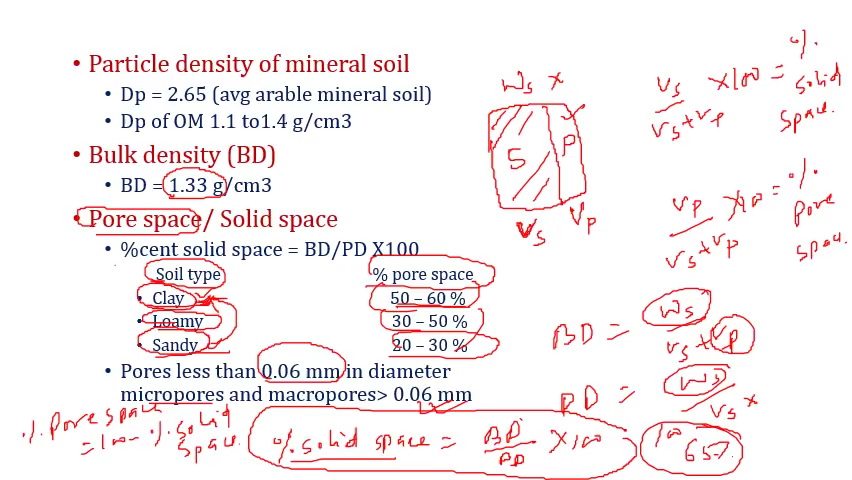 • Particle density of mineral soil
• Dp = 2.65 (avg arable mineral soil)
• Dp of OM 1.1 to1.4 g/cm3
• Bulk density (BD)
• BD = 1.33 g/cm3
• Pore space/ Solid space
• %cent solid space = BD/PD X100
Soil type % pore space
• Clay 50 – 60 %
• Loamy 30 – 50 %
• Sandy 20 – 30 %
• Pores less than 0.06 mm in diameter
micropores and macropores> 0.06 mm
% Pore space
= 100 - % Solid
space
% solid space = BD/PD X100
100
65%
Ws x
S P
Vs Vp
Vs/Vs+Vp X100 = % Solid space
Vp/Vs+Vp X100 = % Pore space
BD = Ws/Vs+Vp
PD = Ws/Vs x